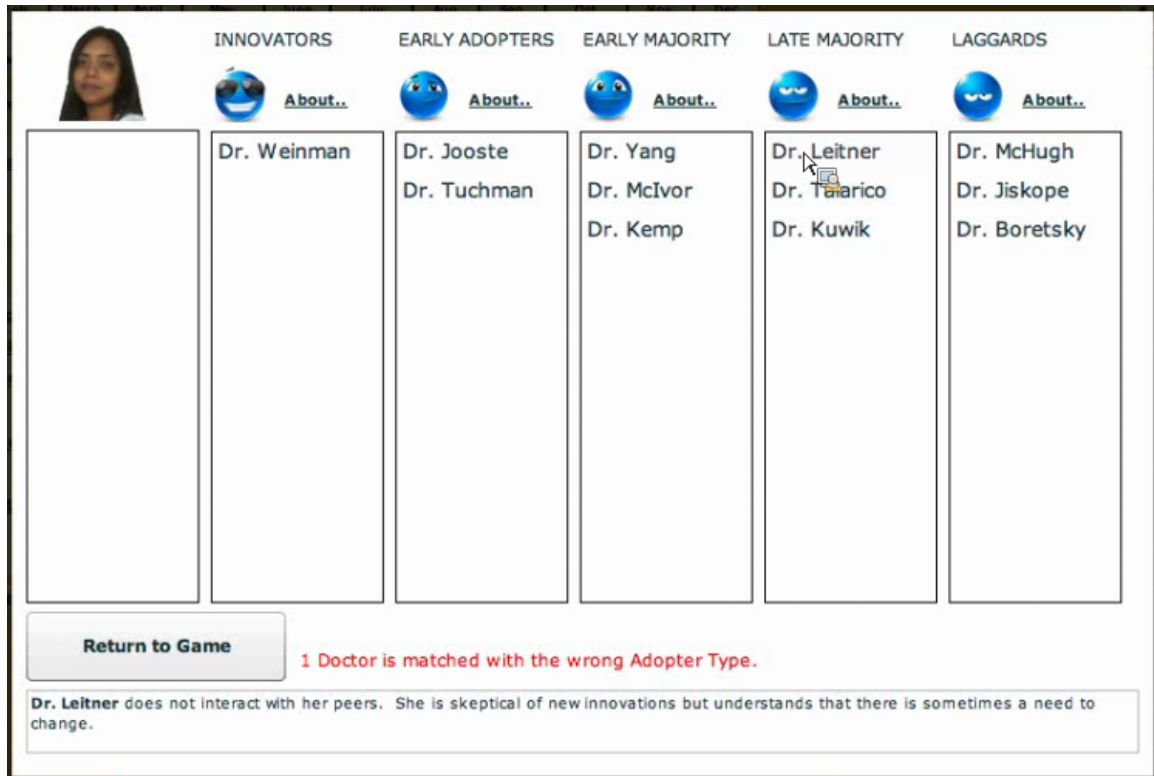 INNOVATORS EARLY ADOPTERS EARLY MAJORITY LATE MAJORITY LAGGARDS
About.. About.. About.. About.. About..
Dr. Weinman Dr. Jooste Dr. Yang Dr. Leitner Dr. McHugh
Dr. Tuchman Dr. McIvor Dr. Talarico Dr. Jiskope
Dr. Kemp Dr. Kuwik Dr. Boretsky
Return to Game
1 Doctor is matched with the wrong Adopter Type.
Dr. Leitner does not interact with her peers. She is skeptical of new innovations but understands that there is sometimes a need to
change.